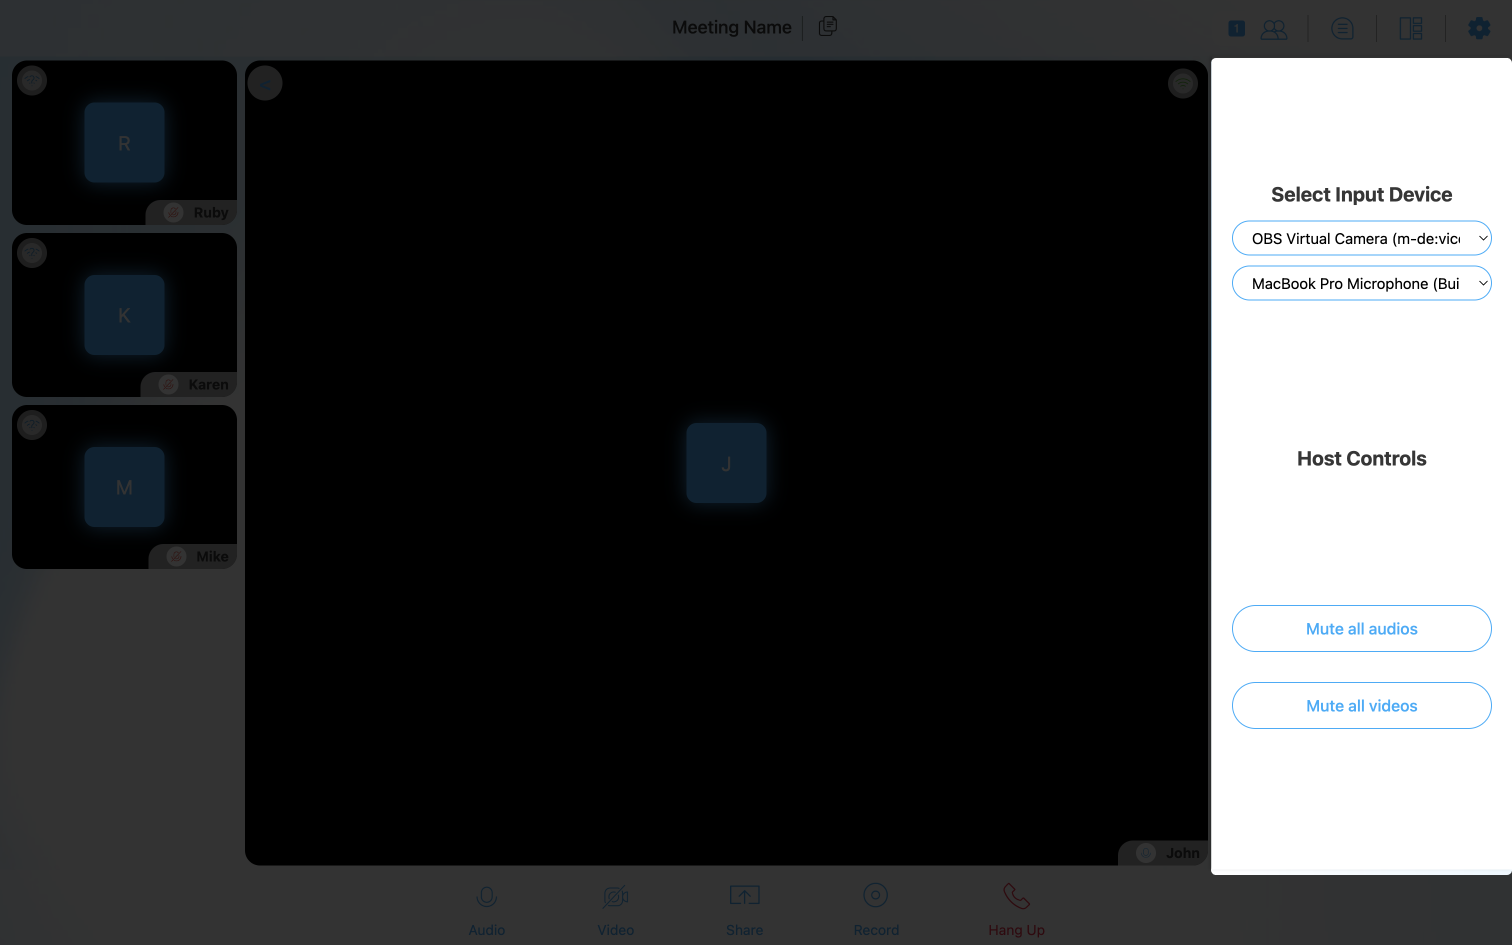 Meeting Name
1
R
Ruby
K
Karen
M
Mike
J
John
Select Input Device
OBS Virtual Camera (m-de:vic
MacBook Pro Microphone (Bui
Host Controls
Mute all audios
Mute all videos
Audio
Video
Share
Record
Hang Up